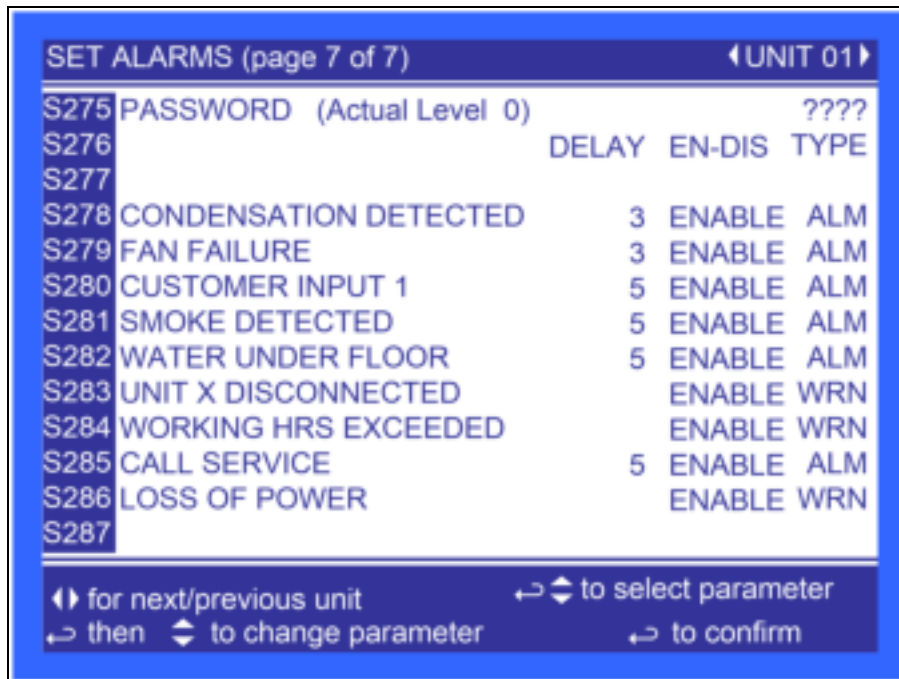 SET ALARMS (page 7 of 7) UNIT 01
S275 PASSWORD (Actual Level 0) ????
S276 DELAY EN-DIS TYPE
S277
S278 CONDENSATION DETECTED 3 ENABLE ALM
S279 FAN FAILURE 3 ENABLE ALM
S280 CUSTOMER INPUT 1 5 ENABLE ALM
S281 SMOKE DETECTED 5 ENABLE ALM
S282 WATER UNDER FLOOR 5 ENABLE ALM
S283 UNIT X DISCONNECTED ENABLE WRN
S284 WORKING HRS EXCEEDED ENABLE WRN
S285 CALL SERVICE 5 ENABLE ALM
S286 LOSS OF POWER ENABLE WRN
S287
for next/previous unit to select parameter
then to change parameter to confirm